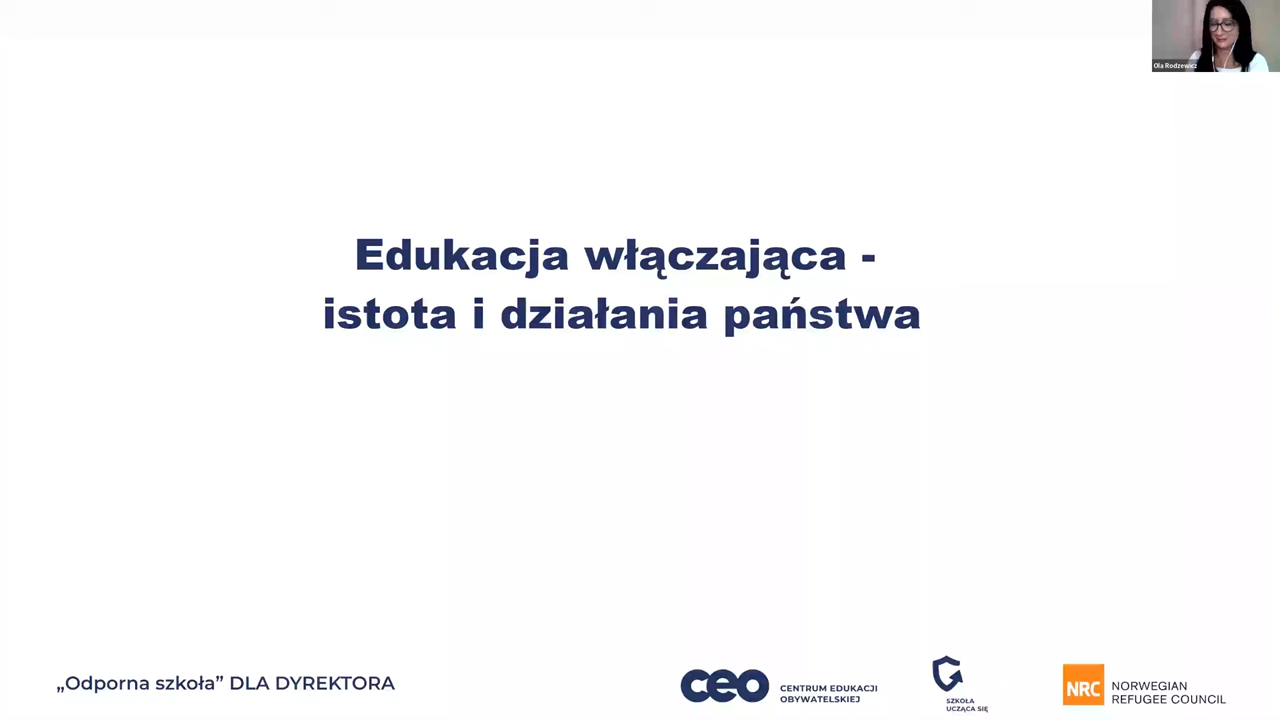 Ola Rodzewicz
Edukacja włączająca -
istota i działania państwa
„Odporna szkoła” DLA DYREKTORA
ceo
CENTRUM EDUKACJI
OBYWATELSKIEJ
SZKOŁA
UCZĄCA SIĘ
NRC
NORWEGIAN
REFUGEE COUNCIL